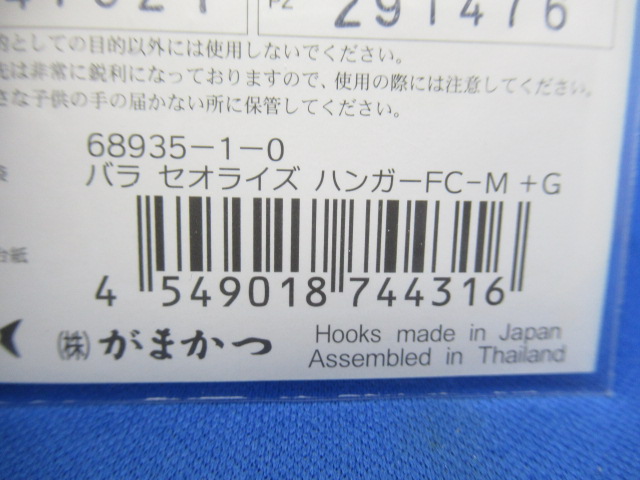 P2 291476
としての目的以外には使用しないでください。
先は非常に鋭利になっておりますので、使用の際には注意してください。
さな子供の手の届かない所に保管してください。
68935-1-0
バラ セオライズ ハンガーFC-M +G
台紙
4 549018 744316
㈱がまかつ
Hooks made in Japan
Assembled in Thailand